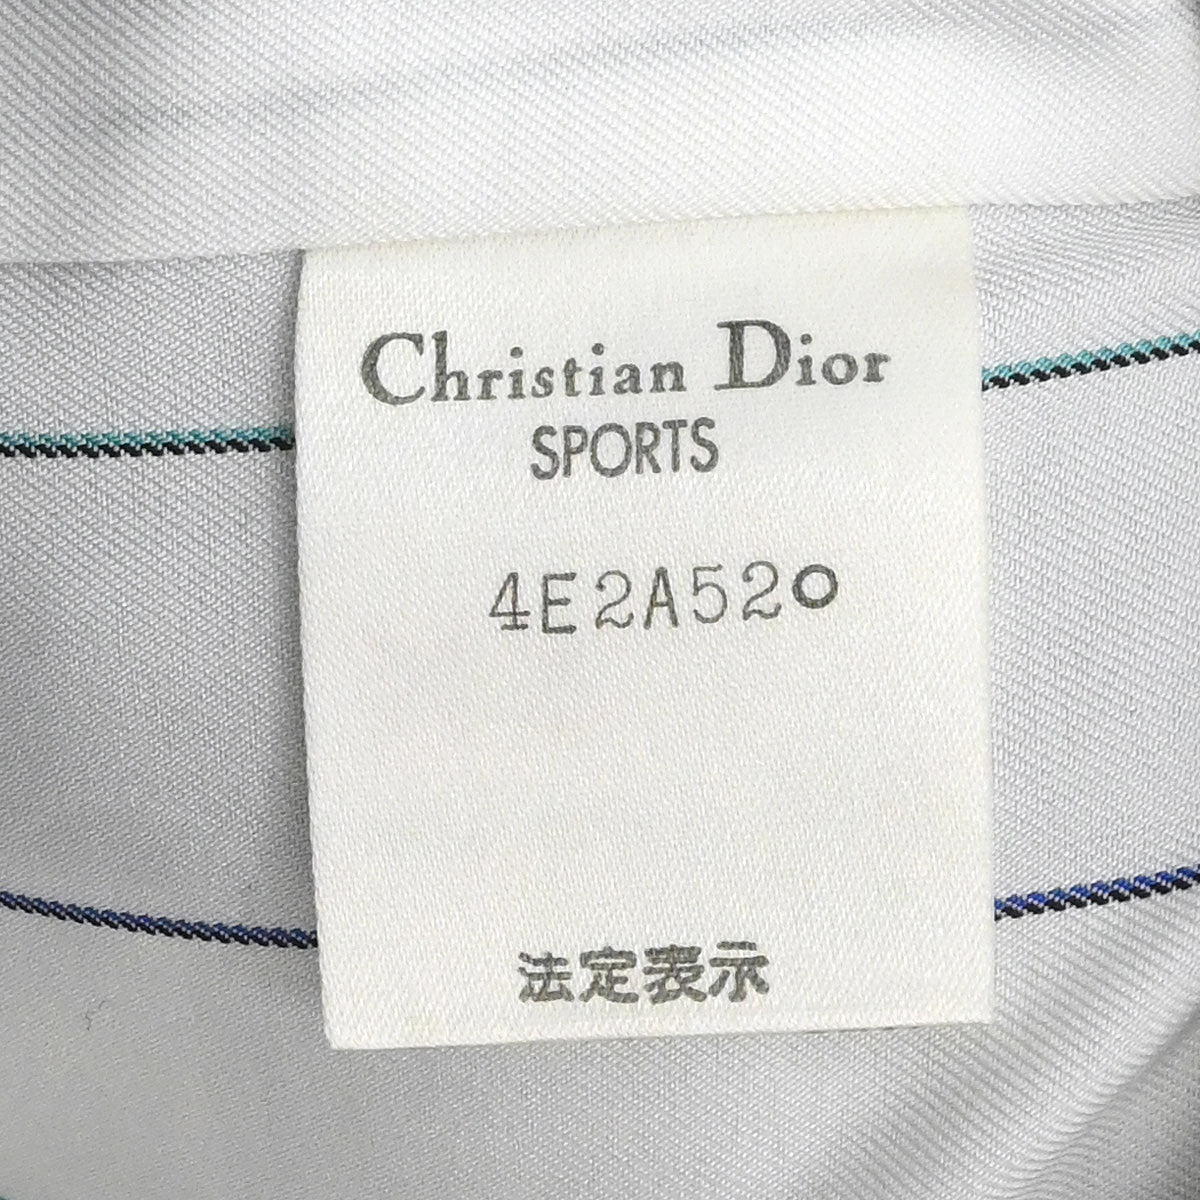 Christian Dior
SPORTS
4E2A520
法定表示